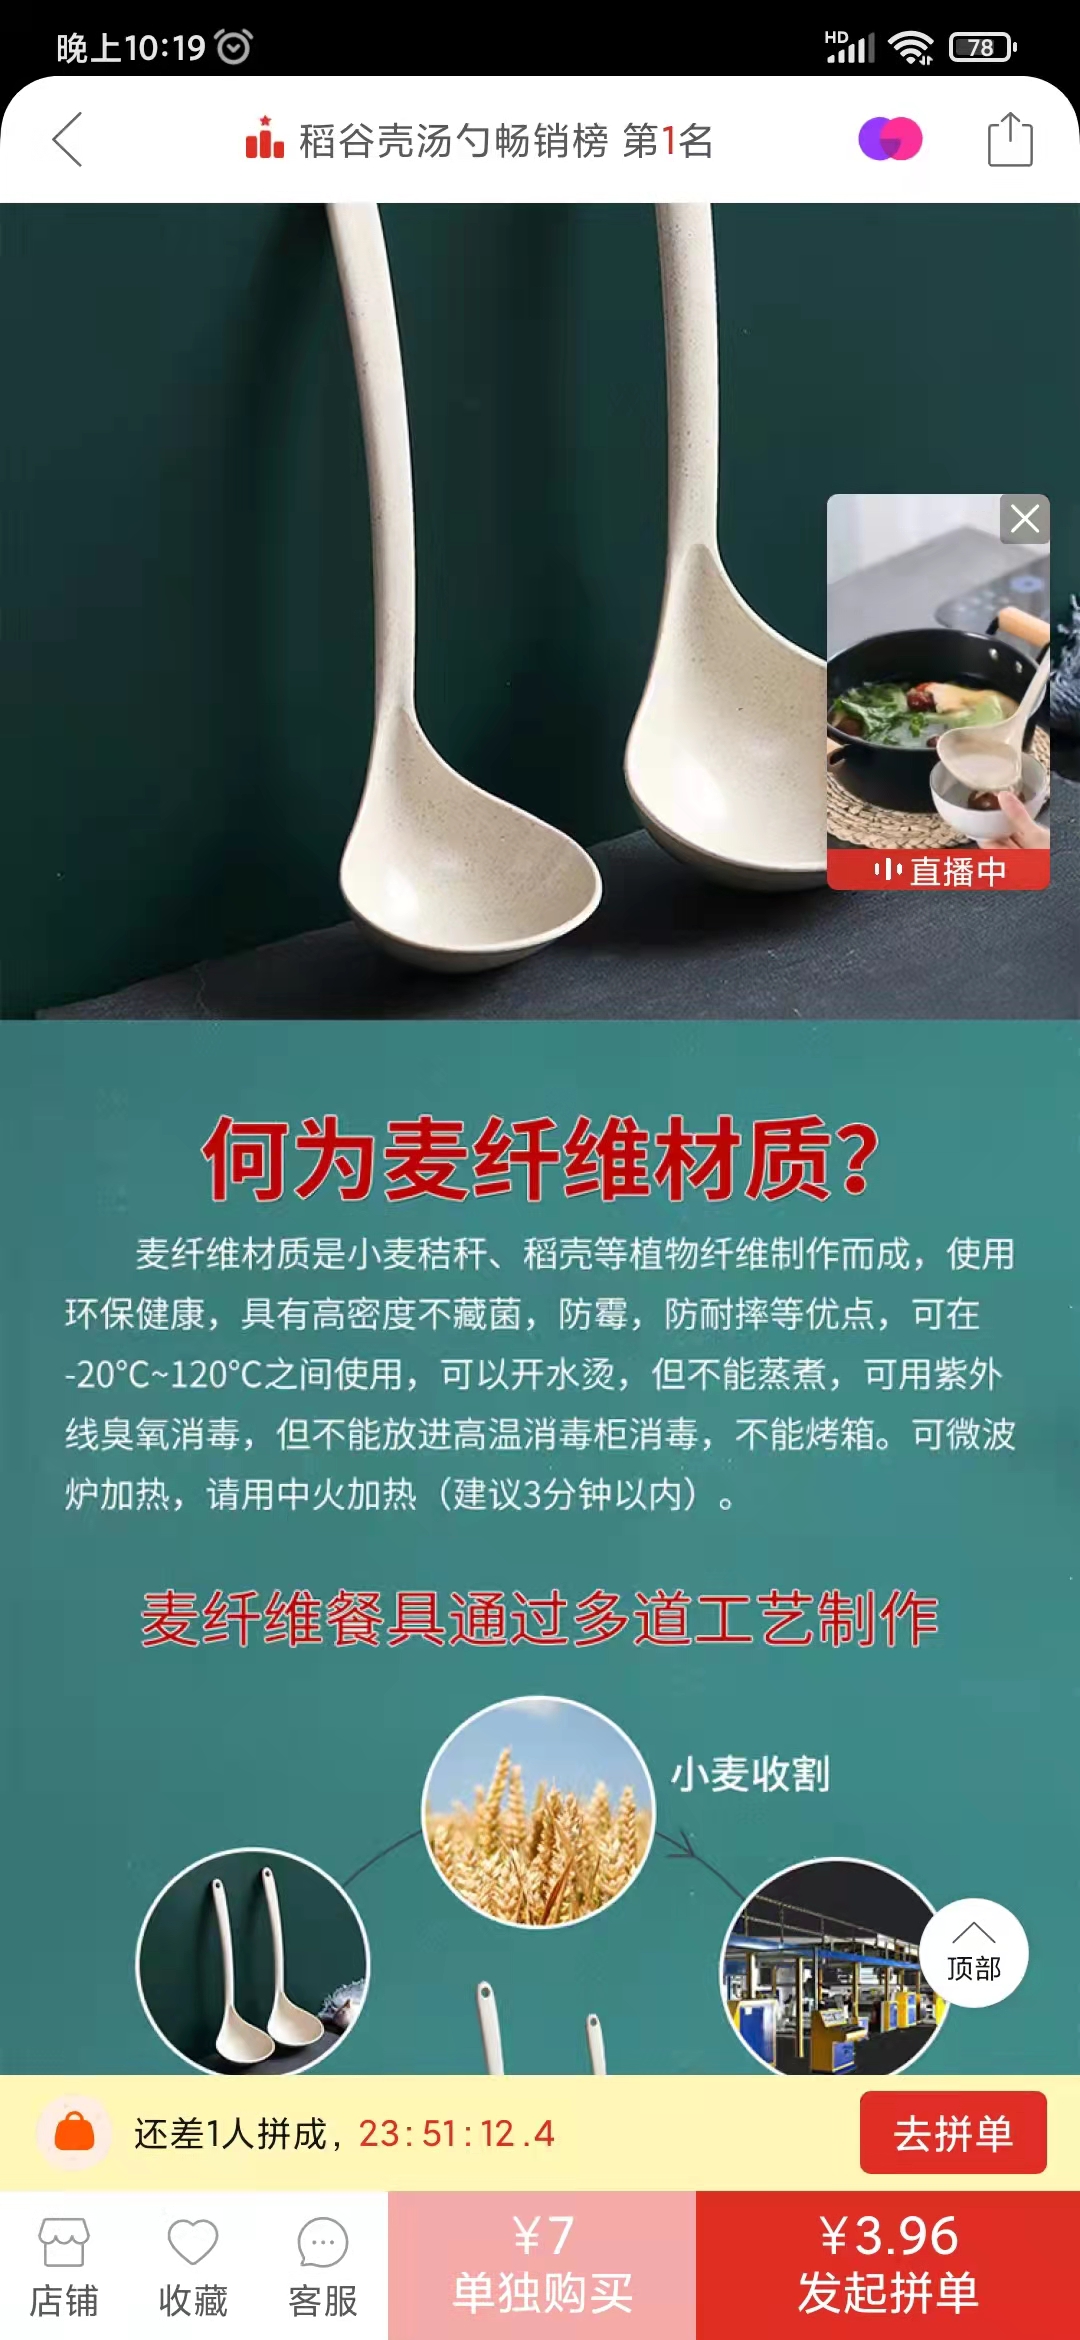 晚上10:19
HD
78
稻谷壳汤勺畅销榜 第1名
直播中
何为麦纤维材质?
麦纤维材质是小麦秸秆、稻壳等植物纤维制作而成，使用
环保健康，具有高密度不藏菌，防霉，防耐摔等优点，可在
-20°C~120°C之间使用，可以开水烫，但不能蒸煮，可用紫外
线臭氧消毒，但不能放进高温消毒柜消毒，不能烤箱。可微波
炉加热，请用中火加热（建议3分钟以内）。
麦纤维餐具通过多道工艺制作
小麦收割
顶部
还差1人拼成，23:51:12.4
去拼单
店铺
收藏
客服
¥7
单独购买
¥3.96
发起拼单